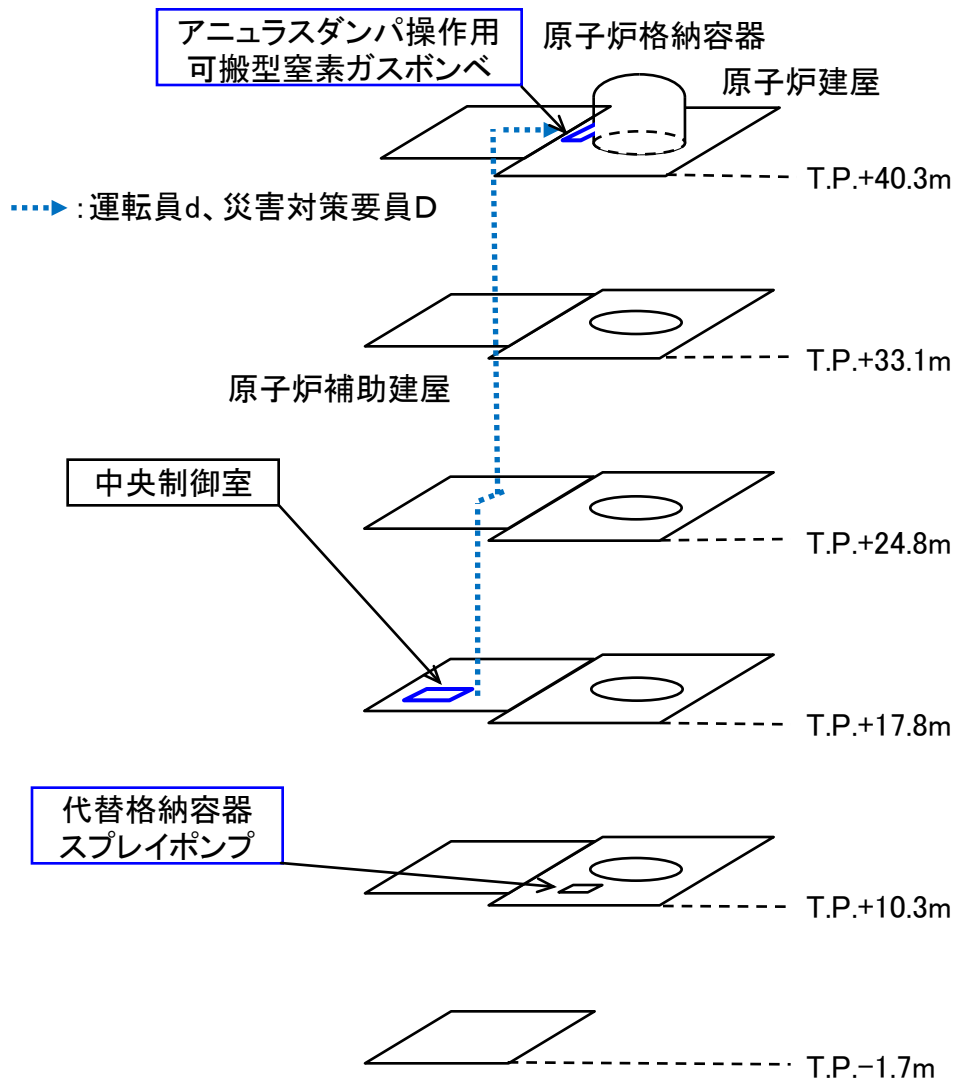 アニュラスダンパ操作用
可搬型窒素ガスボンベ
原子炉格納容器
原子炉建屋
T.P.+40.3m
:運転員d、災害対策要員D
T.P.+33.1m
原子炉補助建屋
中央制御室
T.P.+24.8m
T.P.+17.8m
代替格納容器
スプレイポンプ
T.P.+10.3m
T.P.-1.7m